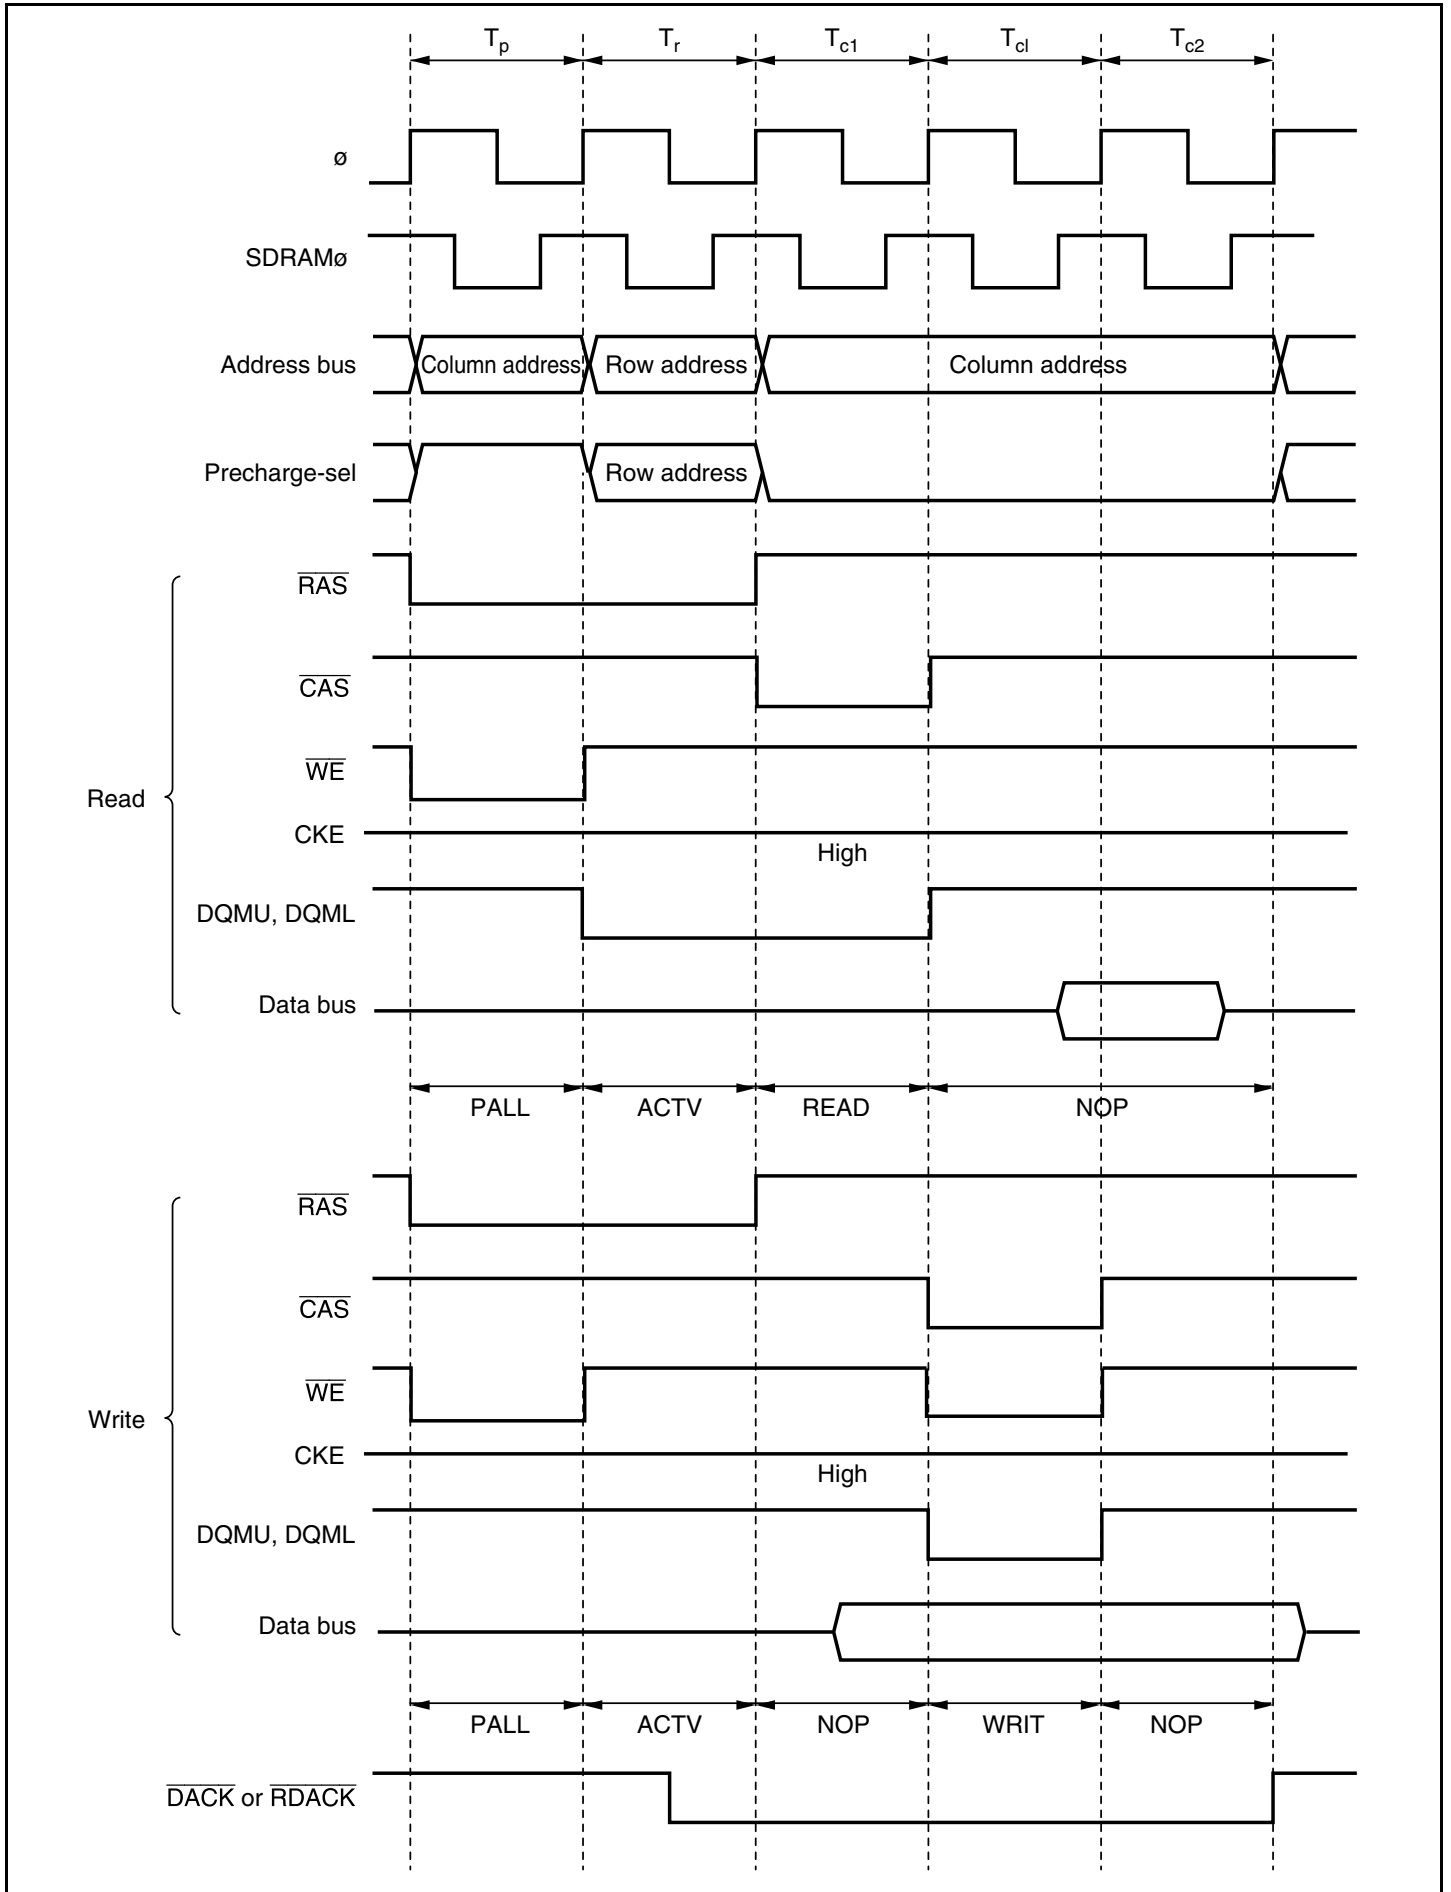 Tp Tr Tc1 Tcl Tc2
ø
SDRAMø
Address bus Column address Row address Column address
Precharge-sel Row address
RAS
CAS
WE
Read
CKE
High
DQMU, DQML
Data bus
PALL ACTV READ NOP
RAS
CAS
WE
Write
CKE
High
DQMU, DQML
Data bus
PALL ACTV NOP WRIT NOP
DACK or RDACK